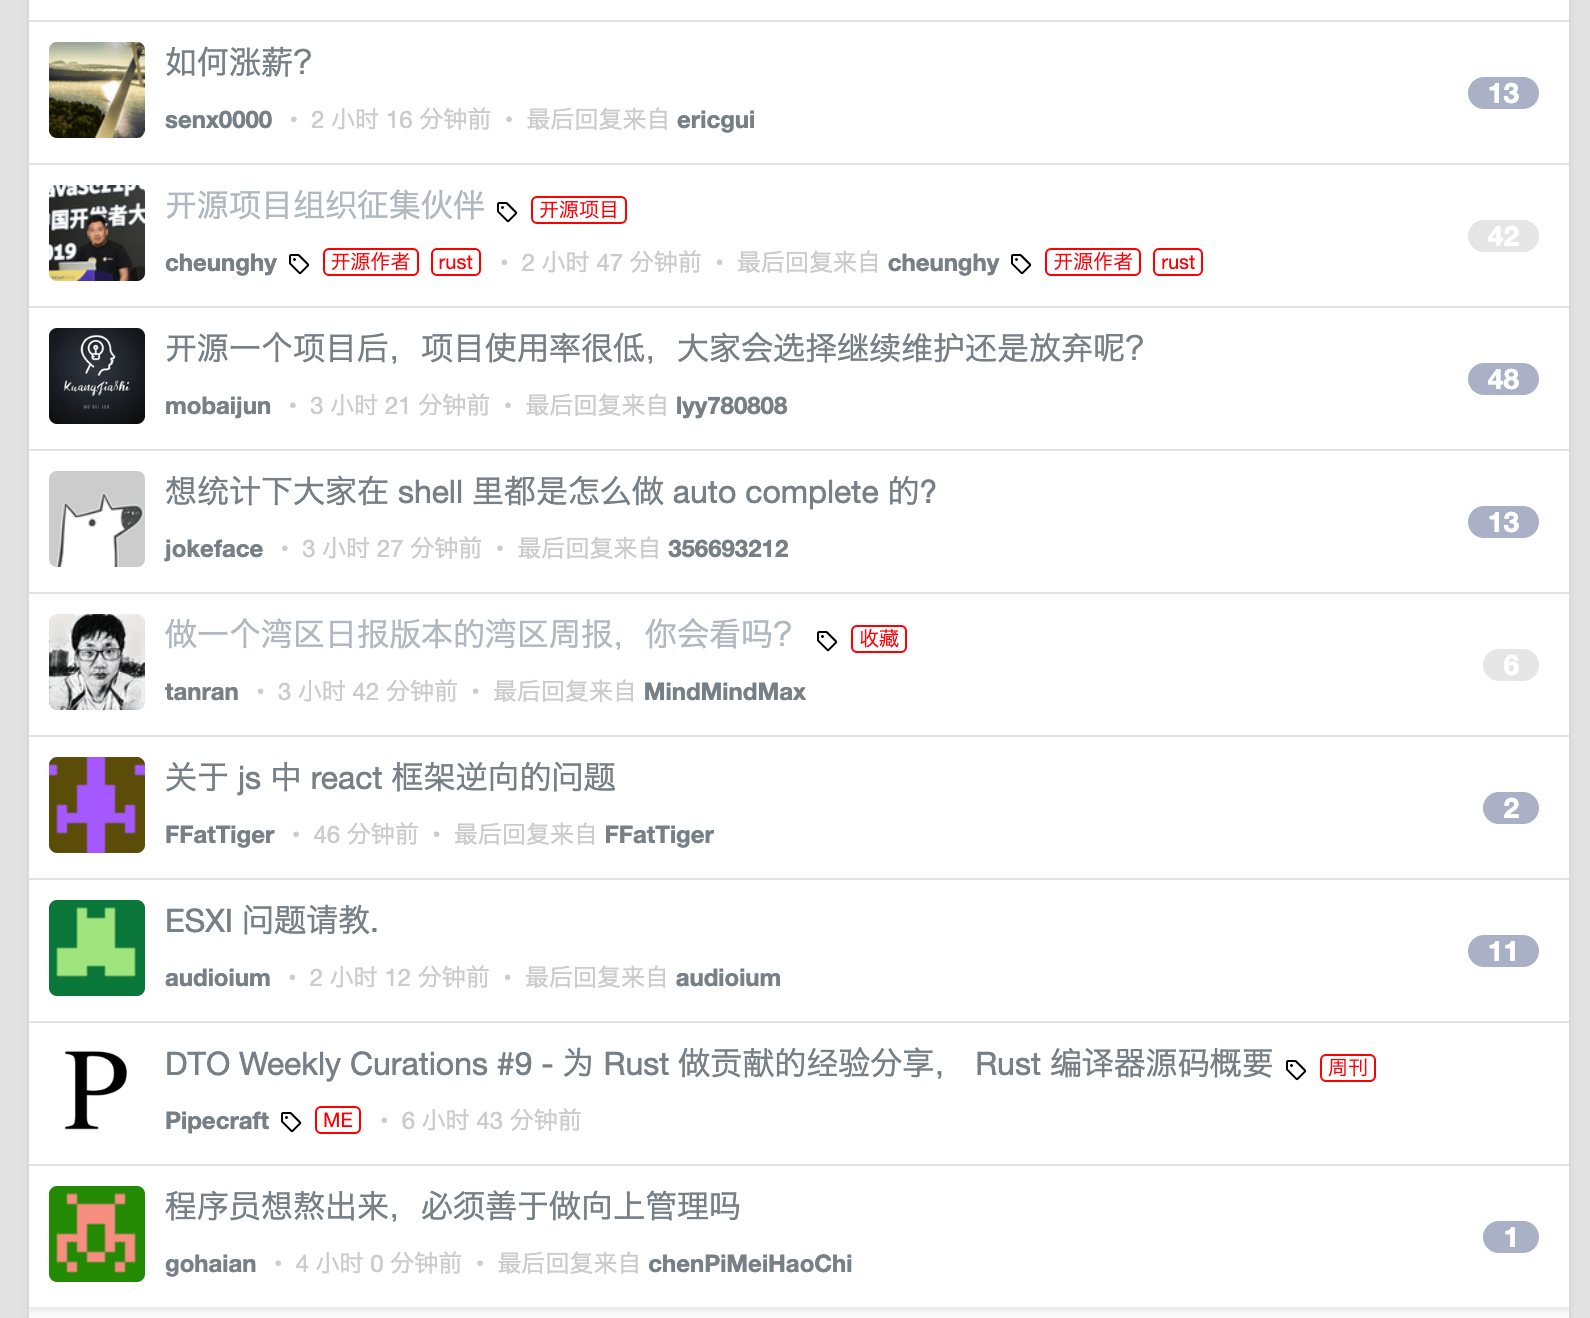 如何涨薪？
senx0000 • 2 小时 16 分钟前 • 最后回复来自 ericgui
13
avaScrip
国开发者大
019
开源项目组织征集伙伴 开源项目
cheunghy 开源作者 rust • 2 小时 47 分钟前 • 最后回复来自 cheunghy 开源作者 rust
42
KuangJiaShi
MO BAI JUN
开源一个项目后，项目使用率很低，大家会选择继续维护还是放弃呢？
mobaijun • 3 小时 21 分钟前 • 最后回复来自 lyy780808
48
想统计下大家在 shell 里都是怎么做 auto complete 的？
jokeface • 3 小时 27 分钟前 • 最后回复来自 356693212
13
做一个湾区日报版本的湾区周报，你会看吗？ 收藏
tanran • 3 小时 42 分钟前 • 最后回复来自 MindMindMax
6
关于 js 中 react 框架逆向的问题
FFatTiger • 46 分钟前 • 最后回复来自 FFatTiger
2
ESXI 问题请教.
audioium • 2 小时 12 分钟前 • 最后回复来自 audioium
11
P
DTO Weekly Curations #9 - 为 Rust 做贡献的经验分享， Rust 编译器源码概要 周刊
Pipecraft ME • 6 小时 43 分钟前
程序员想熬出来，必须善于做向上管理吗
gohaian • 4 小时 0 分钟前 • 最后回复来自 chenPiMeiHaoChi
1